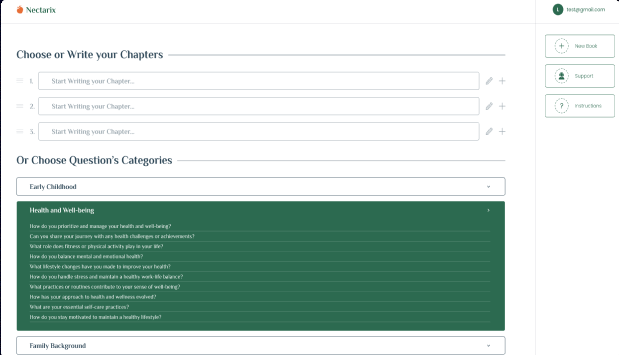 Nectarix
L test@gmail.com
Choose or Write your Chapters
1. Start Writing your Chapter...
2. Start Writing your Chapter...
3. Start Writing your Chapter...
Or Choose Question's Categories
Early Childhood
Health and Well-being
How do you prioritize and manage your health and well-being?
Can you share your journey with any health challenges or achievements?
What role does fitness or physical activity play in your life?
How do you balance mental and emotional health?
What lifestyle changes have you made to improve your health?
How do you handle stress and maintain a healthy work-life balance?
What practices or routines contribute to your sense of well-being?
How has your approach to health and wellness evolved?
What are your essential self-care practices?
How do you stay motivated to maintain a healthy lifestyle?
Family Background
New Book
Support
? Instructions